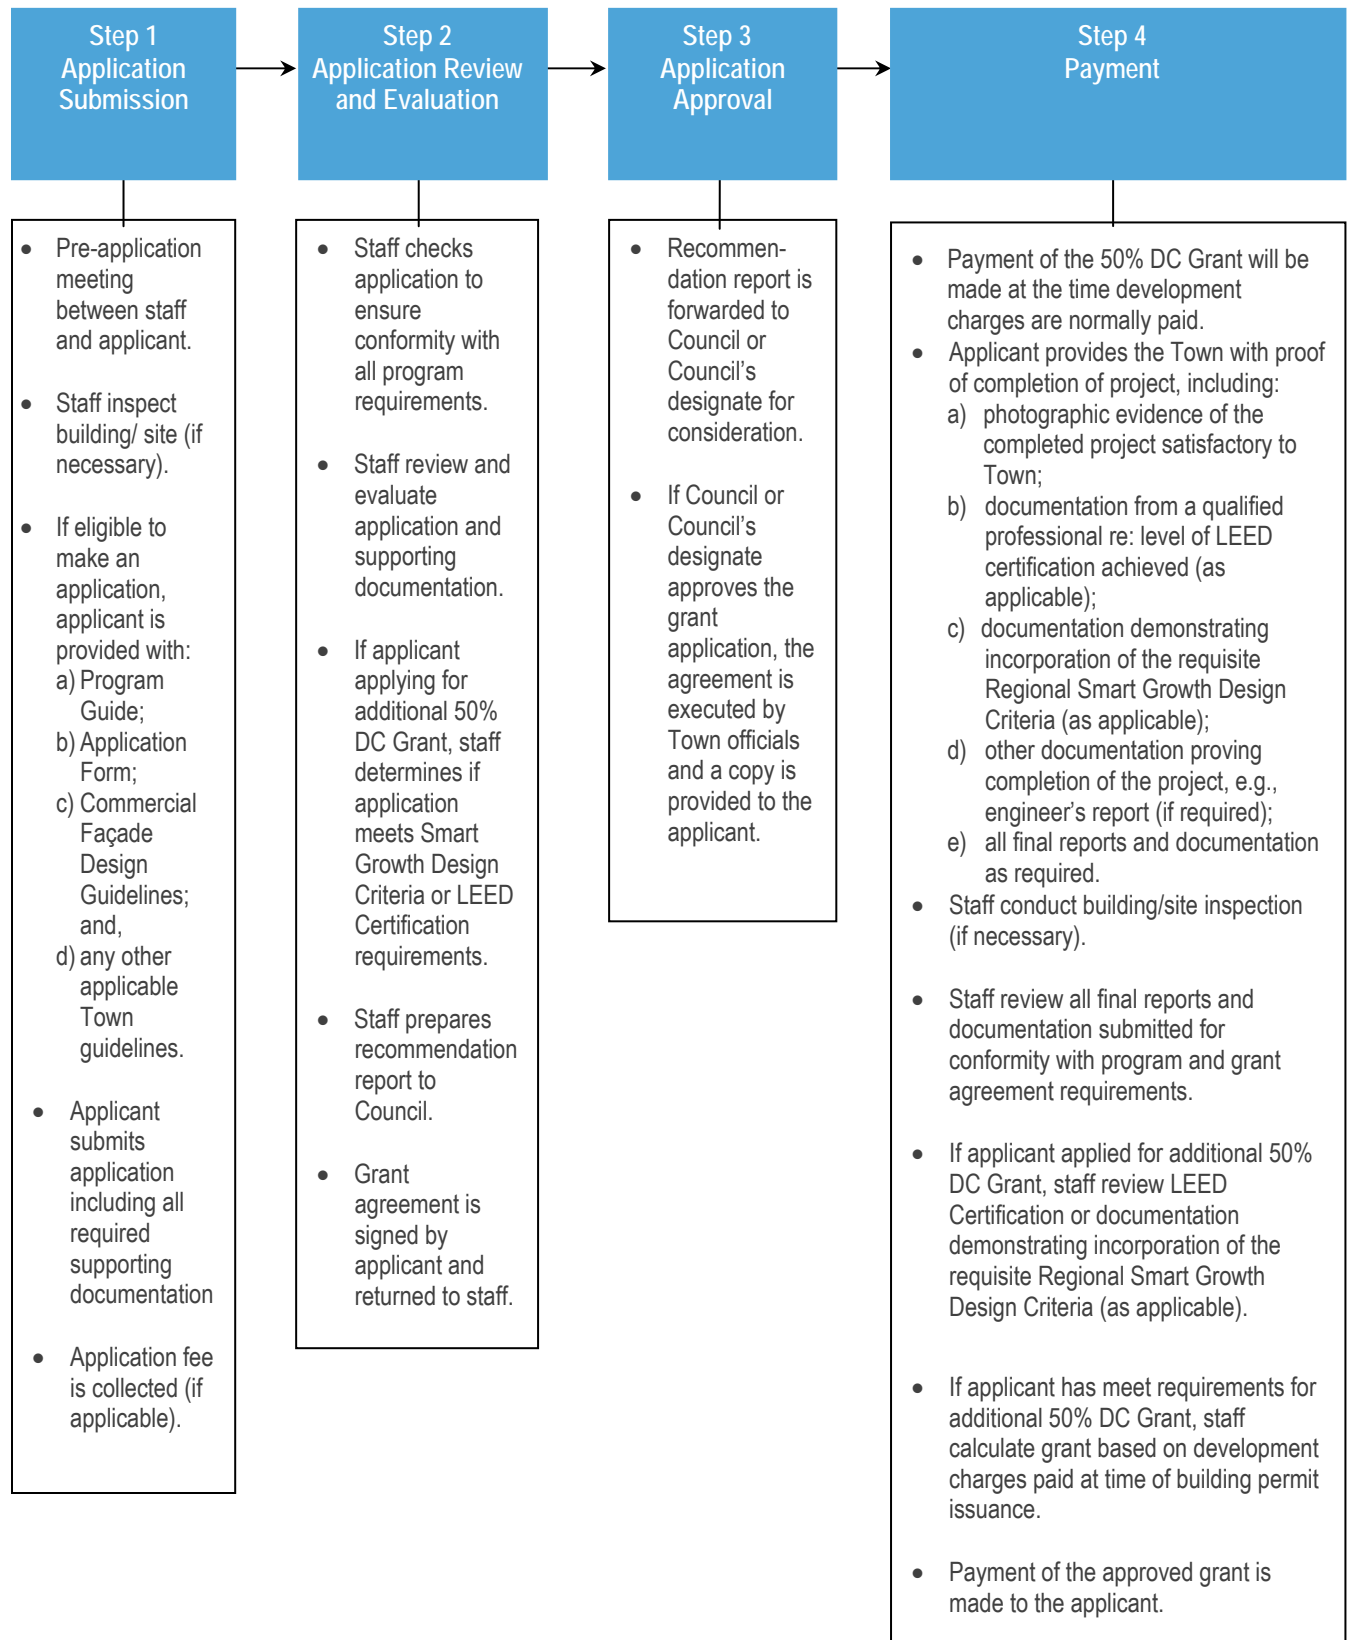 Step 1
Application
Submission
Step 2
Application Review
and Evaluation
Step 3
Application
Approval
Step 4
Payment
• Pre-application
meeting
between staff
and applicant.
• Staff inspect
building/ site (if
necessary).
• If eligible to
make an
application,
applicant is
provided with:
a) Program
Guide;
b) Application
Form;
c) Commercial
Façade
Design
Guidelines;
and,
d) any other
applicable
Town
guidelines.
• Applicant
submits
application
including all
required
supporting
documentation
• Application fee
is collected (if
applicable).
• Staff checks
application to
ensure
conformity with
all program
requirements.
• Staff review and
evaluate
application and
supporting
documentation.
• If applicant
applying for
additional 50%
DC Grant, staff
determines if
application
meets Smart
Growth Design
Criteria or LEED
Certification
requirements.
• Staff prepares
recommendation
report to
Council.
• Grant
agreement is
signed by
applicant and
returned to staff.
• Recommen-
dation report is
forwarded to
Council or
Council's
designate for
consideration.
• If Council or
Council's
designate
approves the
grant
application, the
agreement is
executed by
Town officials
and a copy is
provided to the
applicant.
• Payment of the 50% DC Grant will be
made at the time development
charges are normally paid.
• Applicant provides the Town with proof
of completion of project, including:
a) photographic evidence of the
completed project satisfactory to
Town;
b) documentation from a qualified
professional re: level of LEED
certification achieved (as
applicable);
c) documentation demonstrating
incorporation of the requisite
Regional Smart Growth Design
Criteria (as applicable);
d) other documentation proving
completion of the project, e.g.,
engineer's report (if required);
e) all final reports and documentation
as required.
• Staff conduct building/site inspection
(if necessary).
• Staff review all final reports and
documentation submitted for
conformity with program and grant
agreement requirements.
• If applicant applied for additional 50%
DC Grant, staff review LEED
Certification or documentation
demonstrating incorporation of the
requisite Regional Smart Growth
Design Criteria (as applicable).
• If applicant has meet requirements for
additional 50% DC Grant, staff
calculate grant based on development
charges paid at time of building permit
issuance.
• Payment of the approved grant is
made to the applicant.